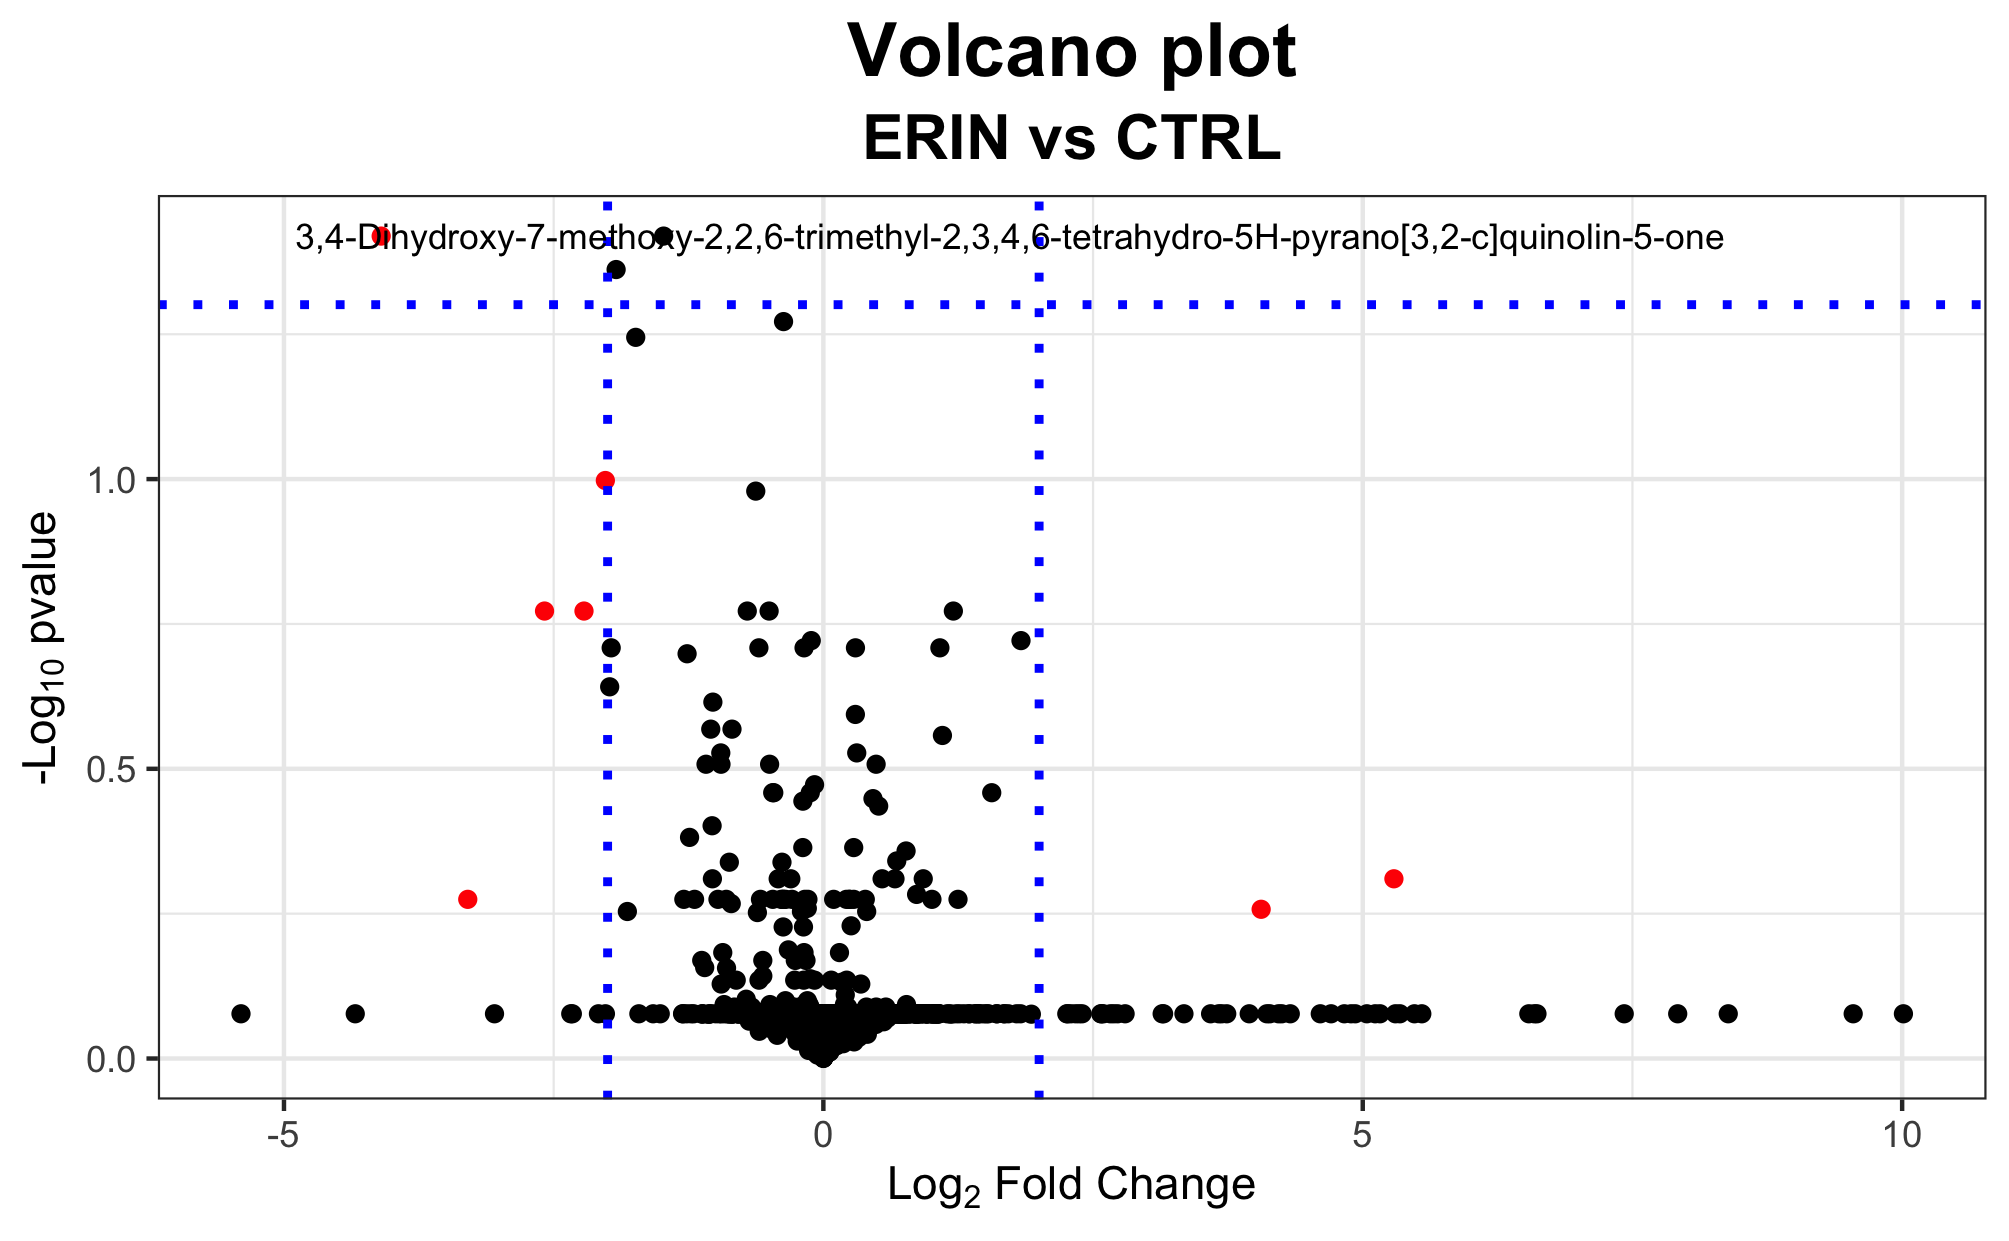 Volcano plot
ERIN vs CTRL
3,4-Dihydroxy-7-methoxy-2,2,6-trimethyl-2,3,4,6-tetrahydro-5H-pyrano[3,2-c]quinolin-5-one
-Log₁₀ pvalue
1.0
0.5
0.0
-5 0 5 10
Log₂ Fold Change